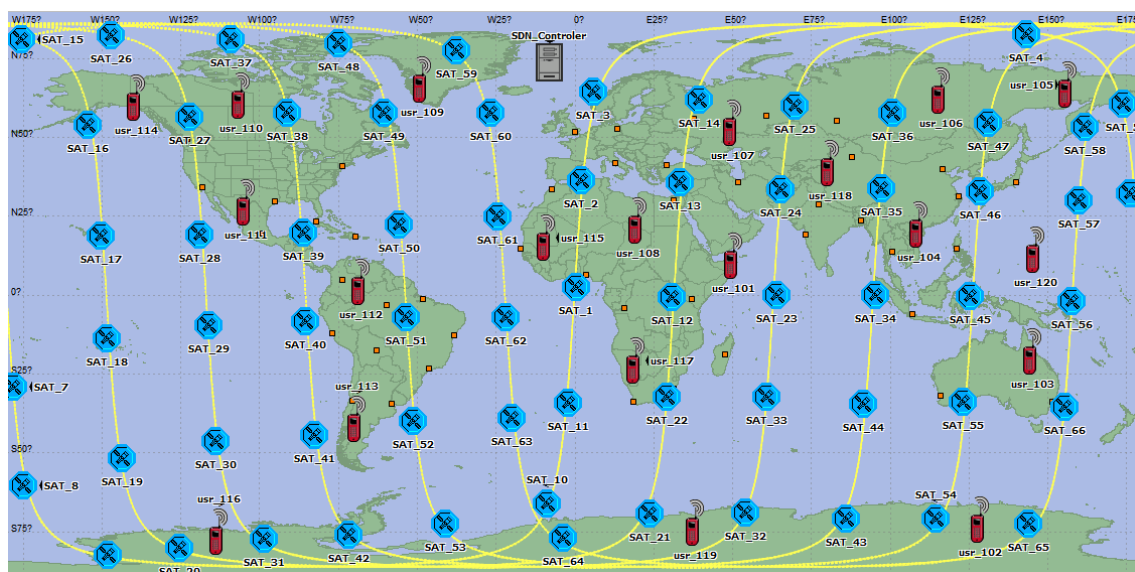 W175? W150? W125? W100? W75? W50? W25? 0? E25? E50? E75? E100? E125? E150? E175?
SDN_Controler
SAT_15
SAT_26
SAT_37
SAT_48
SAT_59
SAT_4
N75?
SAT_3
SAT_14
SAT_25
SAT_36
usr_105
usr_114
usr_110
usr_109
usr_106
SAT_16
SAT_27
SAT_38
SAT_49
SAT_60
SAT_47
SAT_58
N50?
usr_107
usr_118
SAT_2
SAT_13
SAT_24
SAT_35
SAT_46
SAT_57
N25?
usr_111
SAT_17
SAT_28
SAT_39
SAT_50
SAT_61
usr_115
usr_108
usr_104
usr_101
usr_120
0?
usr_112
SAT_1
SAT_12
SAT_23
SAT_34
SAT_45
SAT_56
SAT_18
SAT_29
SAT_40
SAT_51
SAT_62
S25?
SAT_7
usr_113
usr_117
usr_103
SAT_11
SAT_22
SAT_33
SAT_44
SAT_55
SAT_66
S50?
SAT_19
SAT_30
SAT_41
SAT_52
SAT_63
SAT_8
usr_116
SAT_10
SAT_54
S75?
SAT_20
SAT_31
SAT_42
SAT_53
SAT_64
SAT_21
usr_119
SAT_32
SAT_43
usr_102
SAT_65